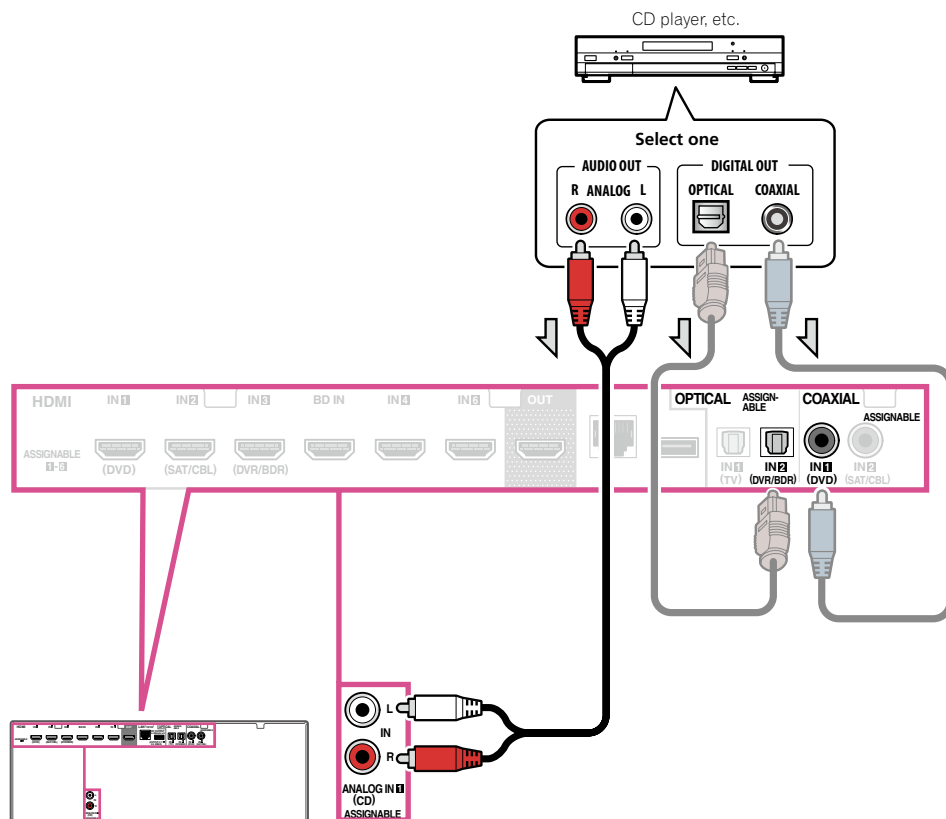 CD player, etc.
Select one
AUDIO OUT DIGITAL OUT
R ANALOG L OPTICAL COAXIAL
HDMI IN 1 IN 2 IN 3 BD IN IN 4 IN 6 OUT OPTICAL ASSIGN-ABLE COAXIAL
ASSIGNABLE
ASSIGNABLE
1-6
(DVD) (SAT/CBL) (DVR/BDR)
IN 1 IN 2 IN 1 IN 2
(TV) (DVR/BDR) (DVD) (SAT/CBL)
L
IN
R
ANALOG IN 1
(CD)
ASSIGNABLE